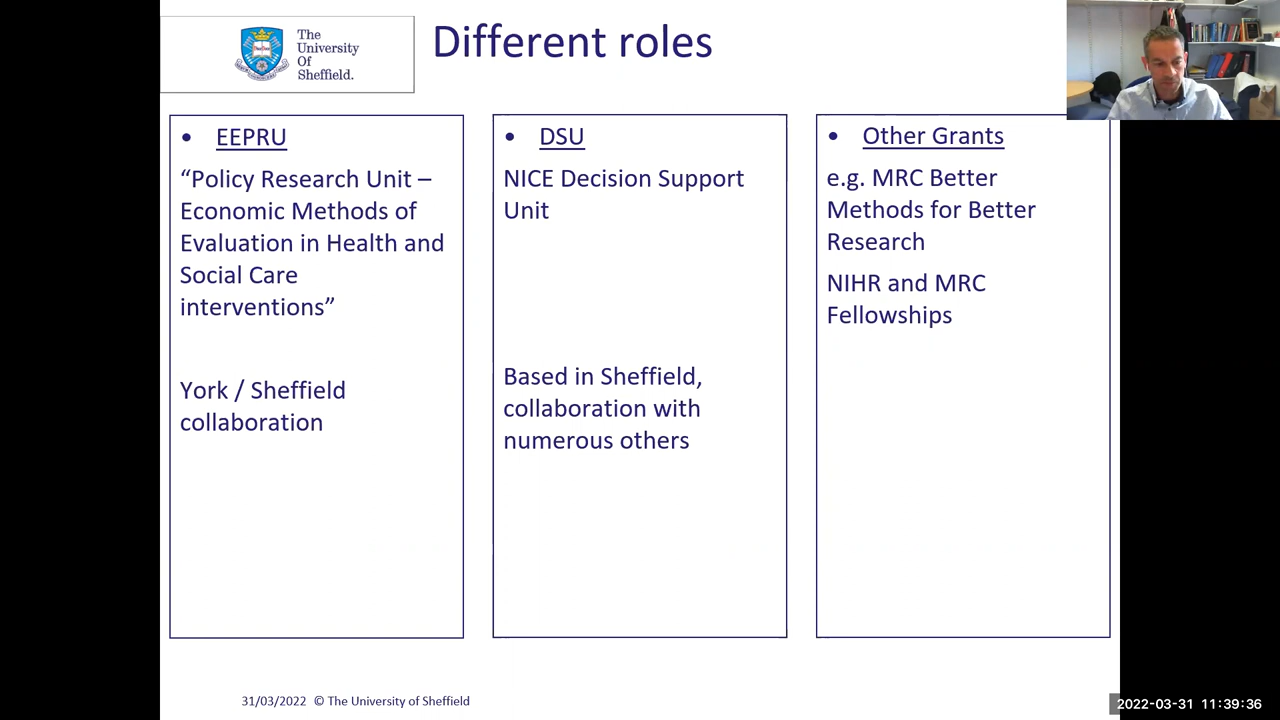 The
University
Of
Sheffield.
Different roles
• EEPRU
“Policy Research Unit –
Economic Methods of
Evaluation in Health and
Social Care
interventions”
York / Sheffield
collaboration
• DSU
NICE Decision Support
Unit
Based in Sheffield,
collaboration with
numerous others
• Other Grants
e.g. MRC Better
Methods for Better
Research
NIHR and MRC
Fellowships
31/03/2022 © The University of Sheffield
2022-03-31 11:39:36